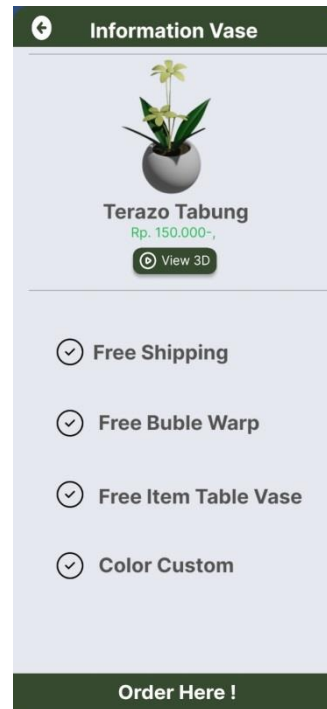 Information Vase
Terazo Tabung
Rp. 150.000-,
View 3D
Free Shipping
Free Buble Warp
Free Item Table Vase
Color Custom
Order Here !